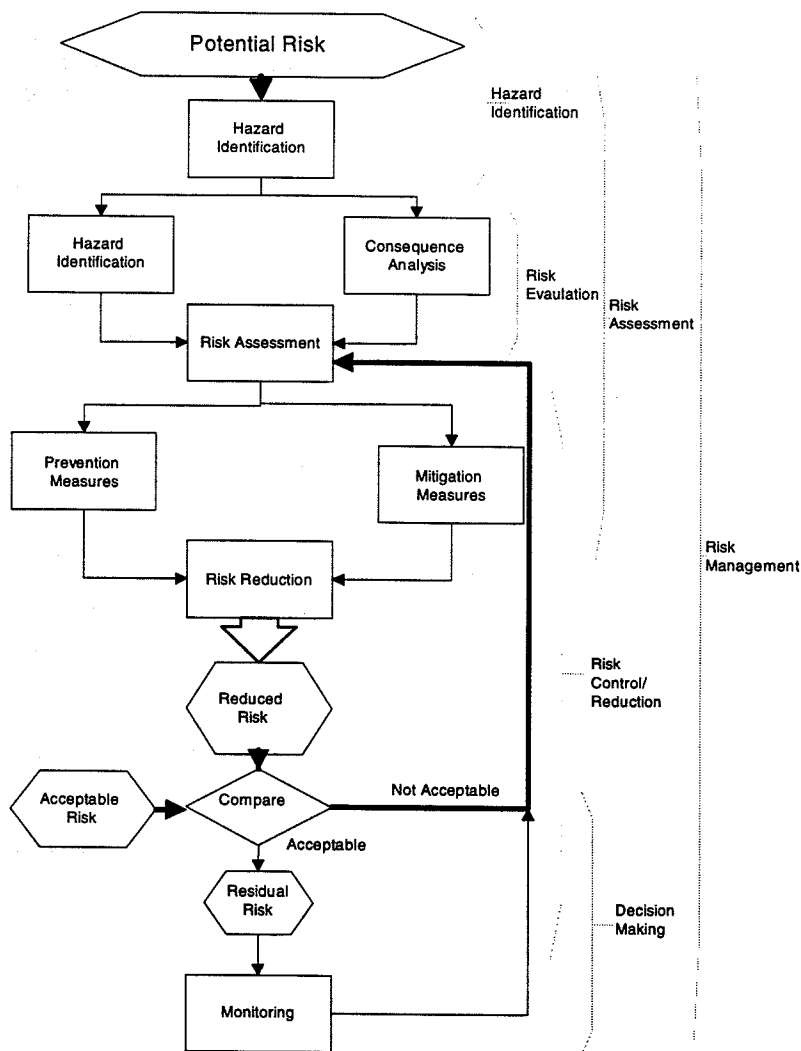 Potential Risk
Hazard
Identification
Hazard
Identification
Hazard
Identification
Consequence
Analysis
Risk
Evaulation
Risk
Assessment
Risk Assessment
Prevention
Measures
Mitigation
Measures
Risk
Management
Risk Reduction
Risk
Control/
Reduction
Reduced
Risk
Acceptable
Risk
Compare
Not Acceptable
Acceptable
Residual
Risk
Decision
Making
Monitoring